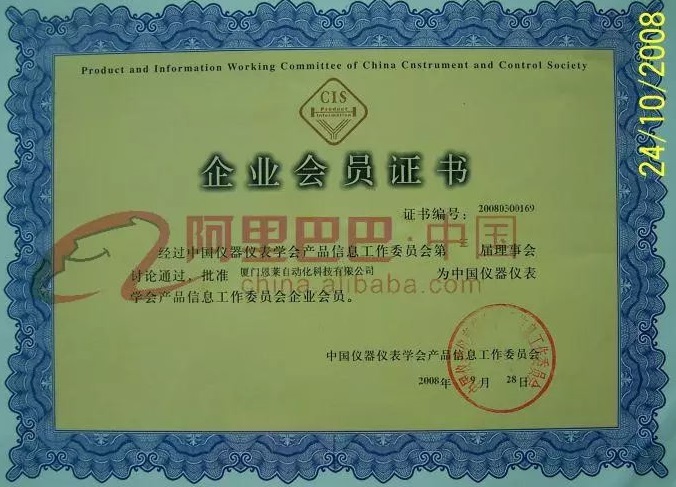 Product and Information Working Committee of China Cnstrument and Control Society
CIS
Product
Information
企业会员证书
证书编号：20080300169
经过中国仪器仪表学会产品信息工作委员会第 三 届理事会
讨论通过，批准 厦门恩莱自动化科技有限公司 为中国仪器仪表
学会产品信息工作委员会企业会员。
阿里巴巴·中国
china.alibaba.com
中国仪器仪表学会产品信息工作委员会
2008年 9月 28日
24/10/2008